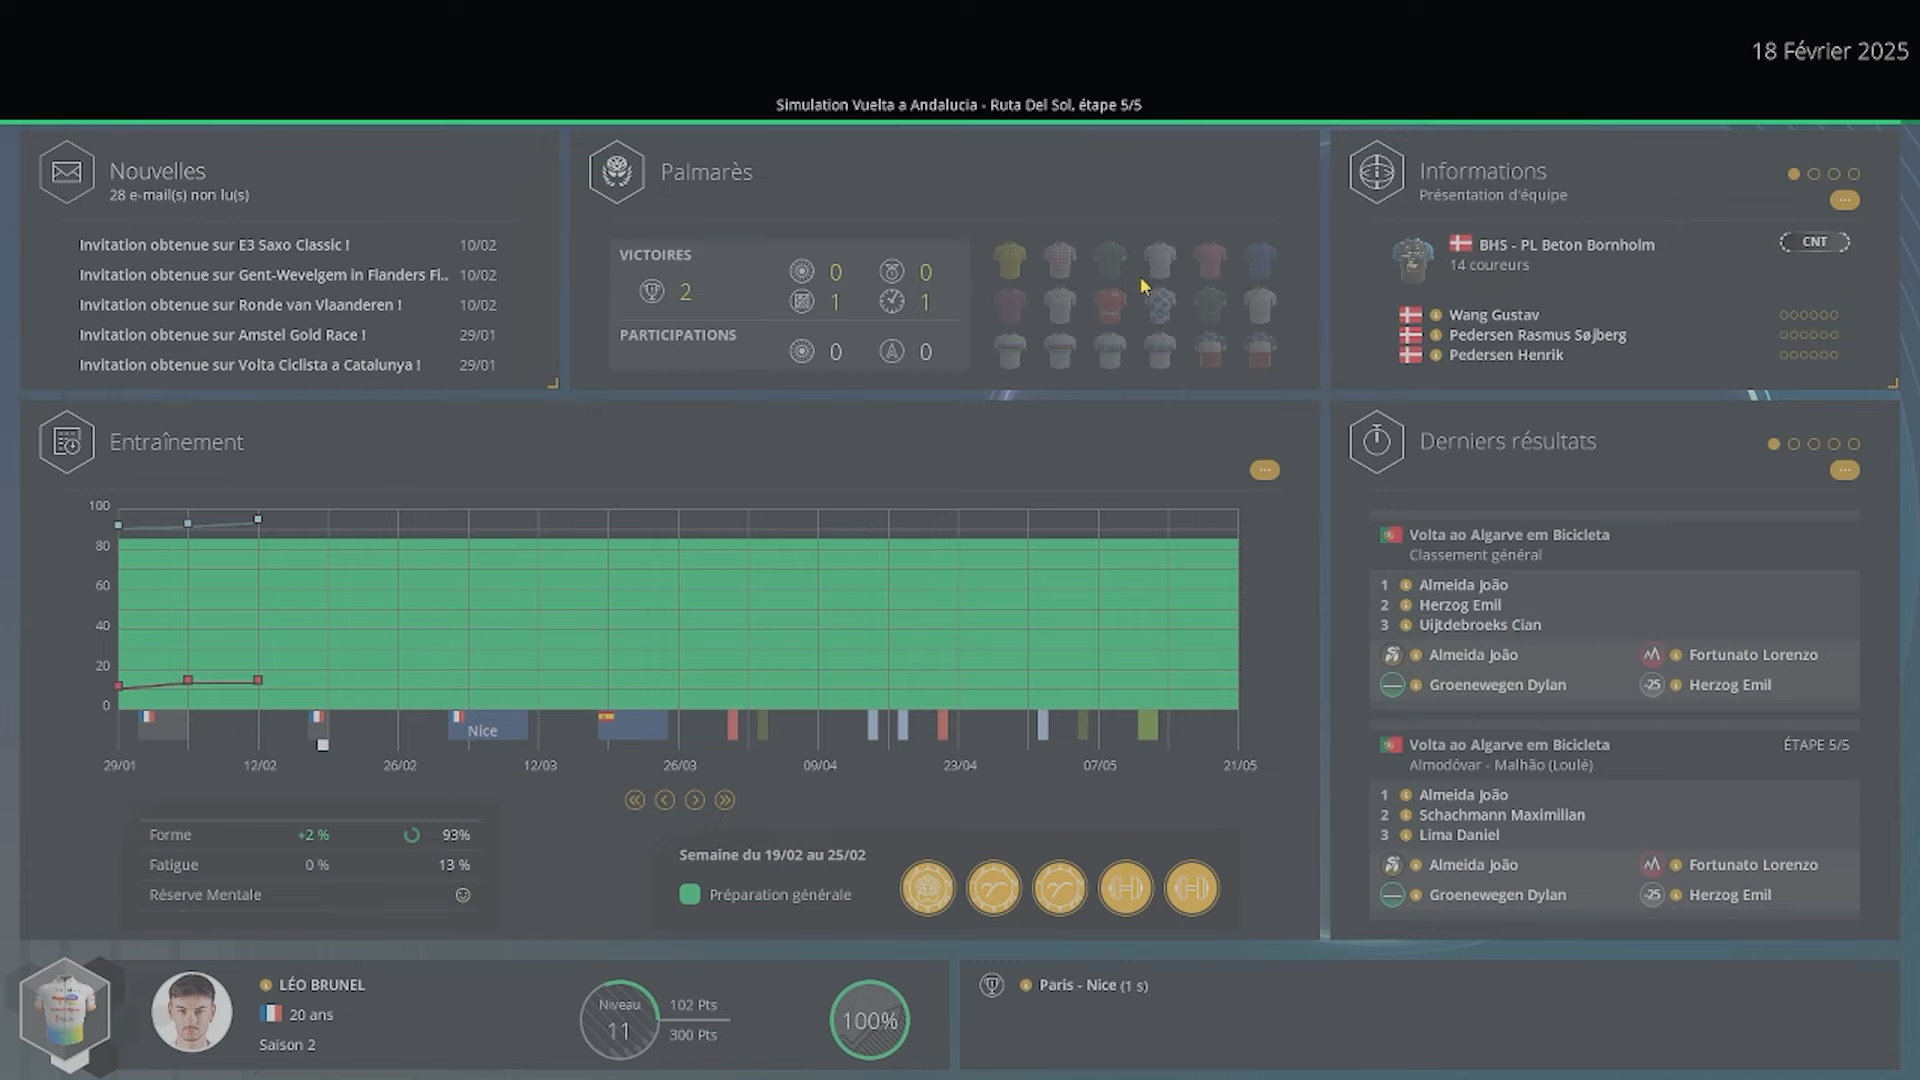 18 Février 2025
Simulation Vuelta a Andalucia - Ruta Del Sol, étape 5/5
Nouvelles
28 e-mail(s) non lu(s)
Invitation obtenue sur E3 Saxo Classic ! 10/02
Invitation obtenue sur Gent-Wevelgem in Flanders Fi.. 10/02
Invitation obtenue sur Ronde van Vlaanderen ! 10/02
Invitation obtenue sur Amstel Gold Race ! 29/01
Invitation obtenue sur Volta Ciclista a Catalunya ! 29/01
Palmarès
VICTOIRES
2
0 0
1 1
PARTICIPATIONS
0 0
Informations
Présentation d'équipe
...
BHS - PL Beton Bornholm
14 coureurs
CNT
Wang Gustav
Pedersen Rasmus Søjberg
Pedersen Henrik
Entraînement
...
100
80
60
40
20
0
Nice
29/01 12/02 26/02 12/03 26/03 09/04 23/04 07/05 21/05
Forme +2 % 93%
Fatigue 0 % 13 %
Réserve Mentale
Semaine du 19/02 au 25/02
Préparation générale
Derniers résultats
...
Volta ao Algarve em Bicicleta
Classement général
1 Almeida João
2 Herzog Emil
3 Uijtdebroeks Cian
Almeida João Fortunato Lorenzo
Groenewegen Dylan -25 Herzog Emil
Volta ao Algarve em Bicicleta ÉTAPE 5/5
Almodôvar - Malhão (Loulé)
1 Almeida João
2 Schachmann Maximilian
3 Lima Daniel
Almeida João Fortunato Lorenzo
Groenewegen Dylan -25 Herzog Emil
LÉO BRUNEL
20 ans
Saison 2
Niveau
11
102 Pts
300 Pts
100%
Paris - Nice (1 s)